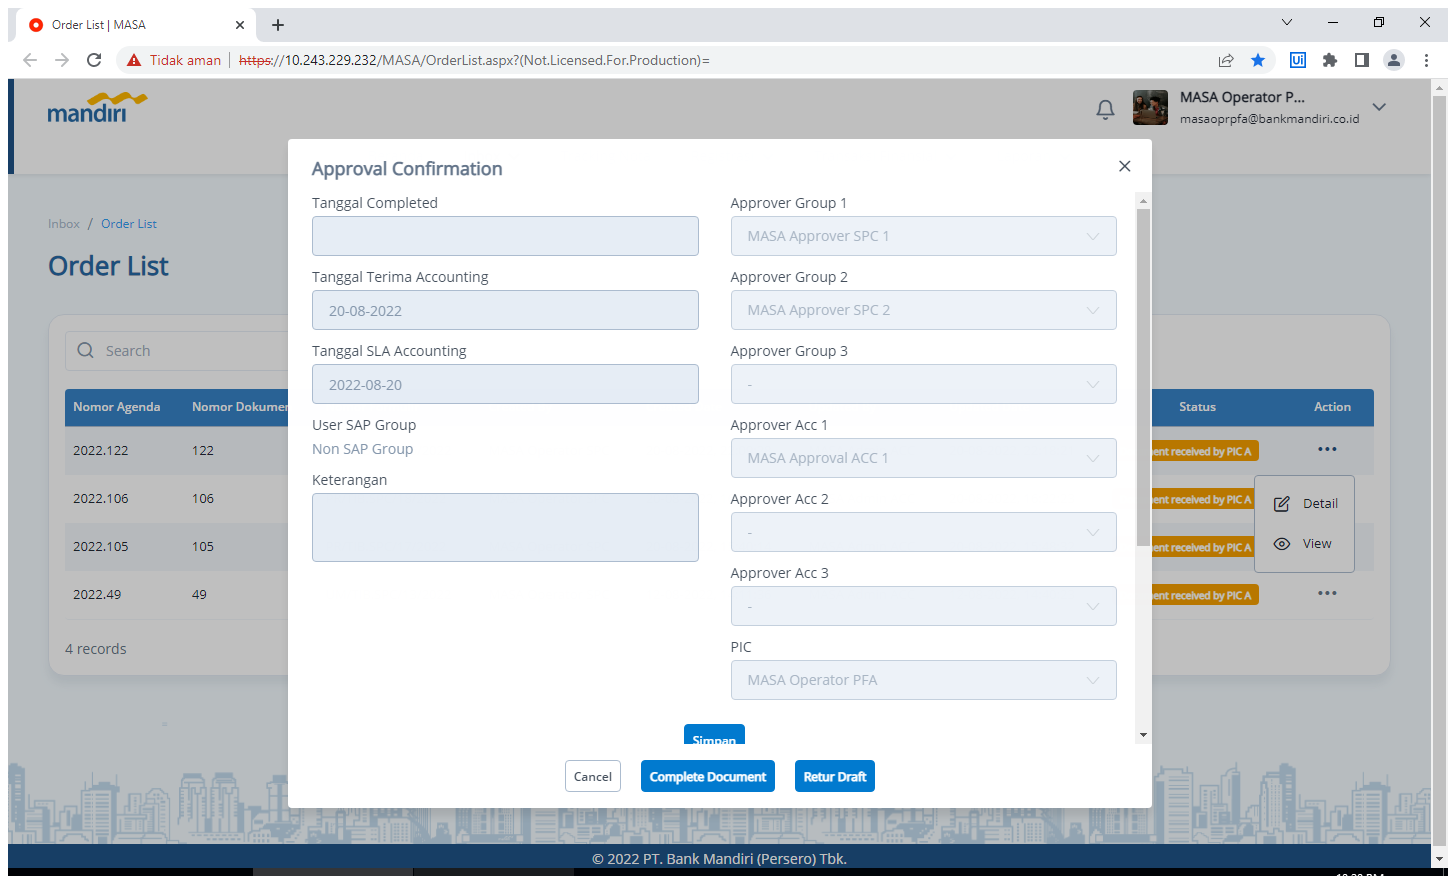 Order List | MASA
Tidak aman
https://10.243.229.232/MASA/OrderList.aspx?(Not.Licensed.For.Production)=
Ui
mandiri
MASA Operator P...
masaoprpfa@bankmandiri.co.id
Inbox / Order List
Order List
Search
Nomor Agenda
Nomor Dokumen
Status
Action
2022.122
122
ent received by PIC A
2022.106
106
ent received by PIC A
2022.105
105
ent received by PIC A
2022.49
49
ent received by PIC A
Detail
View
4 records
Approval Confirmation
Tanggal Completed
Tanggal Terima Accounting
20-08-2022
Tanggal SLA Accounting
2022-08-20
User SAP Group
Non SAP Group
Keterangan
Approver Group 1
MASA Approver SPC 1
Approver Group 2
MASA Approver SPC 2
Approver Group 3
-
Approver Acc 1
MASA Approval ACC 1
Approver Acc 2
-
Approver Acc 3
-
PIC
MASA Operator PFA
Simpan
Cancel
Complete Document
Retur Draft
© 2022 PT. Bank Mandiri (Persero) Tbk.